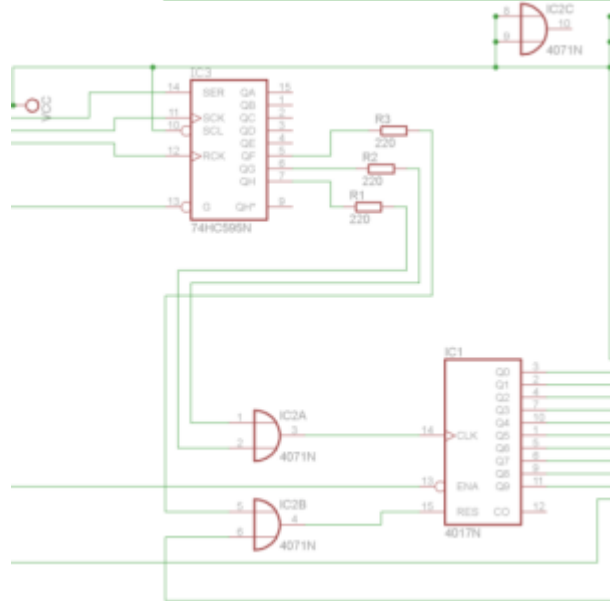 8
9
IC2C
10
4071N
VCC
IC3
14 SER QA 15
QB 1
11 SCK QC 2
10 SCL QD 3
QE 4
12 RCK QF 5
QG 6
QH 7
13 G QH* 9
74HC595N
R3
220
R2
220
R1
220
IC1
Q0 3
Q1 2
Q2 4
Q3 7
Q4 10
14 CLK Q5 1
Q6 5
Q7 6
Q8 9
13 ENA Q9 11
15 RES CO 12
4017N
IC2A
1
2
3
4071N
IC2B
5
6
4
4071N